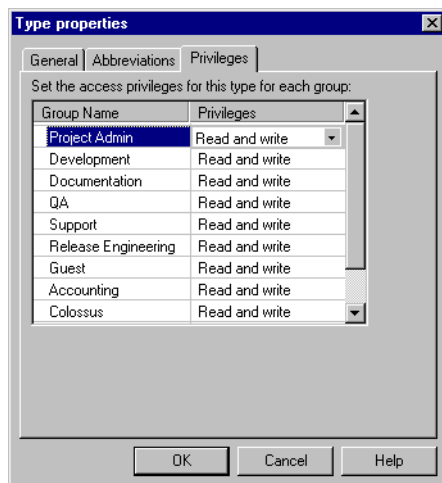 Type properties
General Abbreviations Privileges
Set the access privileges for this type for each group:
Group Name Privileges
Project Admin Read and write
Development Read and write
Documentation Read and write
QA Read and write
Support Read and write
Release Engineering Read and write
Guest Read and write
Accounting Read and write
Colossus Read and write
OK Cancel Help